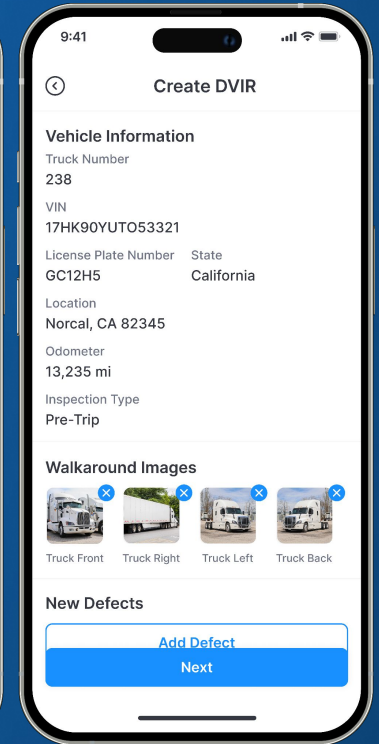 9:41
Create DVIR
Vehicle Information
Truck Number
238
VIN
17HK90YUTO53321
License Plate Number State
GC12H5 California
Location
Norcal, CA 82345
Odometer
13,235 mi
Inspection Type
Pre-Trip
Walkaround Images
Truck Front Truck Right Truck Left Truck Back
New Defects
Add Defect
Next